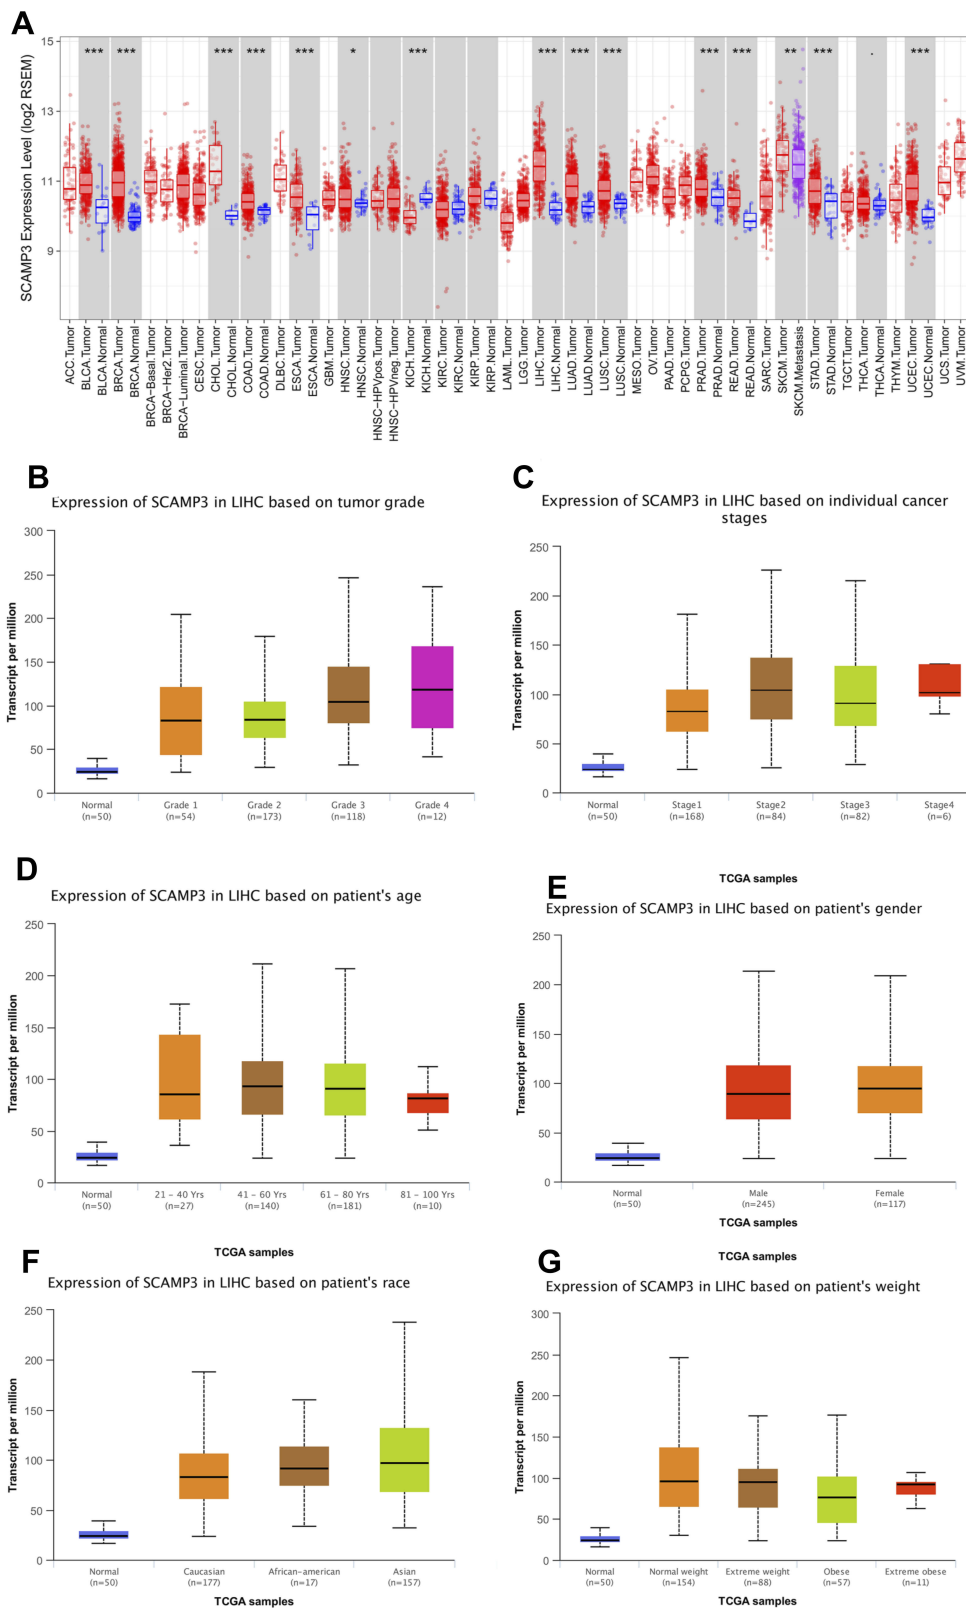 A
SCAMP3 Expression Level (log2 RSEM)
15
13
11
9
*** *** *** *** *** * *** *** *** *** *** *** ** *** . ***
ACC.Tumor
BLCA.Tumor
BLCA.Normal
BRCA.Tumor
BRCA.Normal
BRCA-Basal.Tumor
BRCA-Her2.Tumor
BRCA-Luminal.Tumor
CESC.Tumor
CHOL.Tumor
CHOL.Normal
COAD.Tumor
COAD.Normal
DLBC.Tumor
ESCA.Tumor
ESCA.Normal
GBM.Tumor
HNSC.Tumor
HNSC.Normal
HNSC-HPVpos.Tumor
HNSC-HPVneg.Tumor
KICH.Tumor
KICH.Normal
KIRC.Tumor
KIRC.Normal
KIRP.Tumor
KIRP.Normal
LAML.Tumor
LGG.Tumor
LIHC.Tumor
LIHC.Normal
LUAD.Tumor
LUAD.Normal
LUSC.Tumor
LUSC.Normal
MESO.Tumor
OV.Tumor
PAAD.Tumor
PCPG.Tumor
PRAD.Tumor
PRAD.Normal
READ.Tumor
READ.Normal
SARC.Tumor
SKCM.Tumor
SKCM.Metastasis
STAD.Tumor
STAD.Normal
TGCT.Tumor
THCA.Tumor
THCA.Normal
THYM.Tumor
UCEC.Tumor
UCEC.Normal
UCS.Tumor
UVM.Tumor
B
Expression of SCAMP3 in LIHC based on tumor grade
Transcript per million
300
250
200
150
100
50
0
Normal Grade 1 Grade 2 Grade 3 Grade 4
(n=50) (n=54) (n=173) (n=118) (n=12)
C
Expression of SCAMP3 in LIHC based on individual cancer
stages
Transcript per million
250
200
150
100
50
0
Normal Stage1 Stage2 Stage3 Stage4
(n=50) (n=168) (n=84) (n=82) (n=6)
TCGA samples
D
Expression of SCAMP3 in LIHC based on patient's age
Transcript per million
250
200
150
100
50
0
Normal 21 - 40 Yrs 41 - 60 Yrs 61 - 80 Yrs 81 - 100 Yrs
(n=50) (n=27) (n=140) (n=181) (n=10)
TCGA samples
E
Expression of SCAMP3 in LIHC based on patient's gender
Transcript per million
250
200
150
100
50
0
Normal Male Female
(n=50) (n=245) (n=117)
TCGA samples
TCGA samples
F
Expression of SCAMP3 in LIHC based on patient's race
Transcript per million
250
200
150
100
50
0
Normal Caucasian African-american Asian
(n=50) (n=177) (n=17) (n=157)
TCGA samples
G
Expression of SCAMP3 in LIHC based on patient's weight
Transcript per million
300
250
200
150
100
50
0
Normal Normal weight Extreme weight Obese Extreme obese
(n=50) (n=154) (n=88) (n=57) (n=11)
TCGA samples